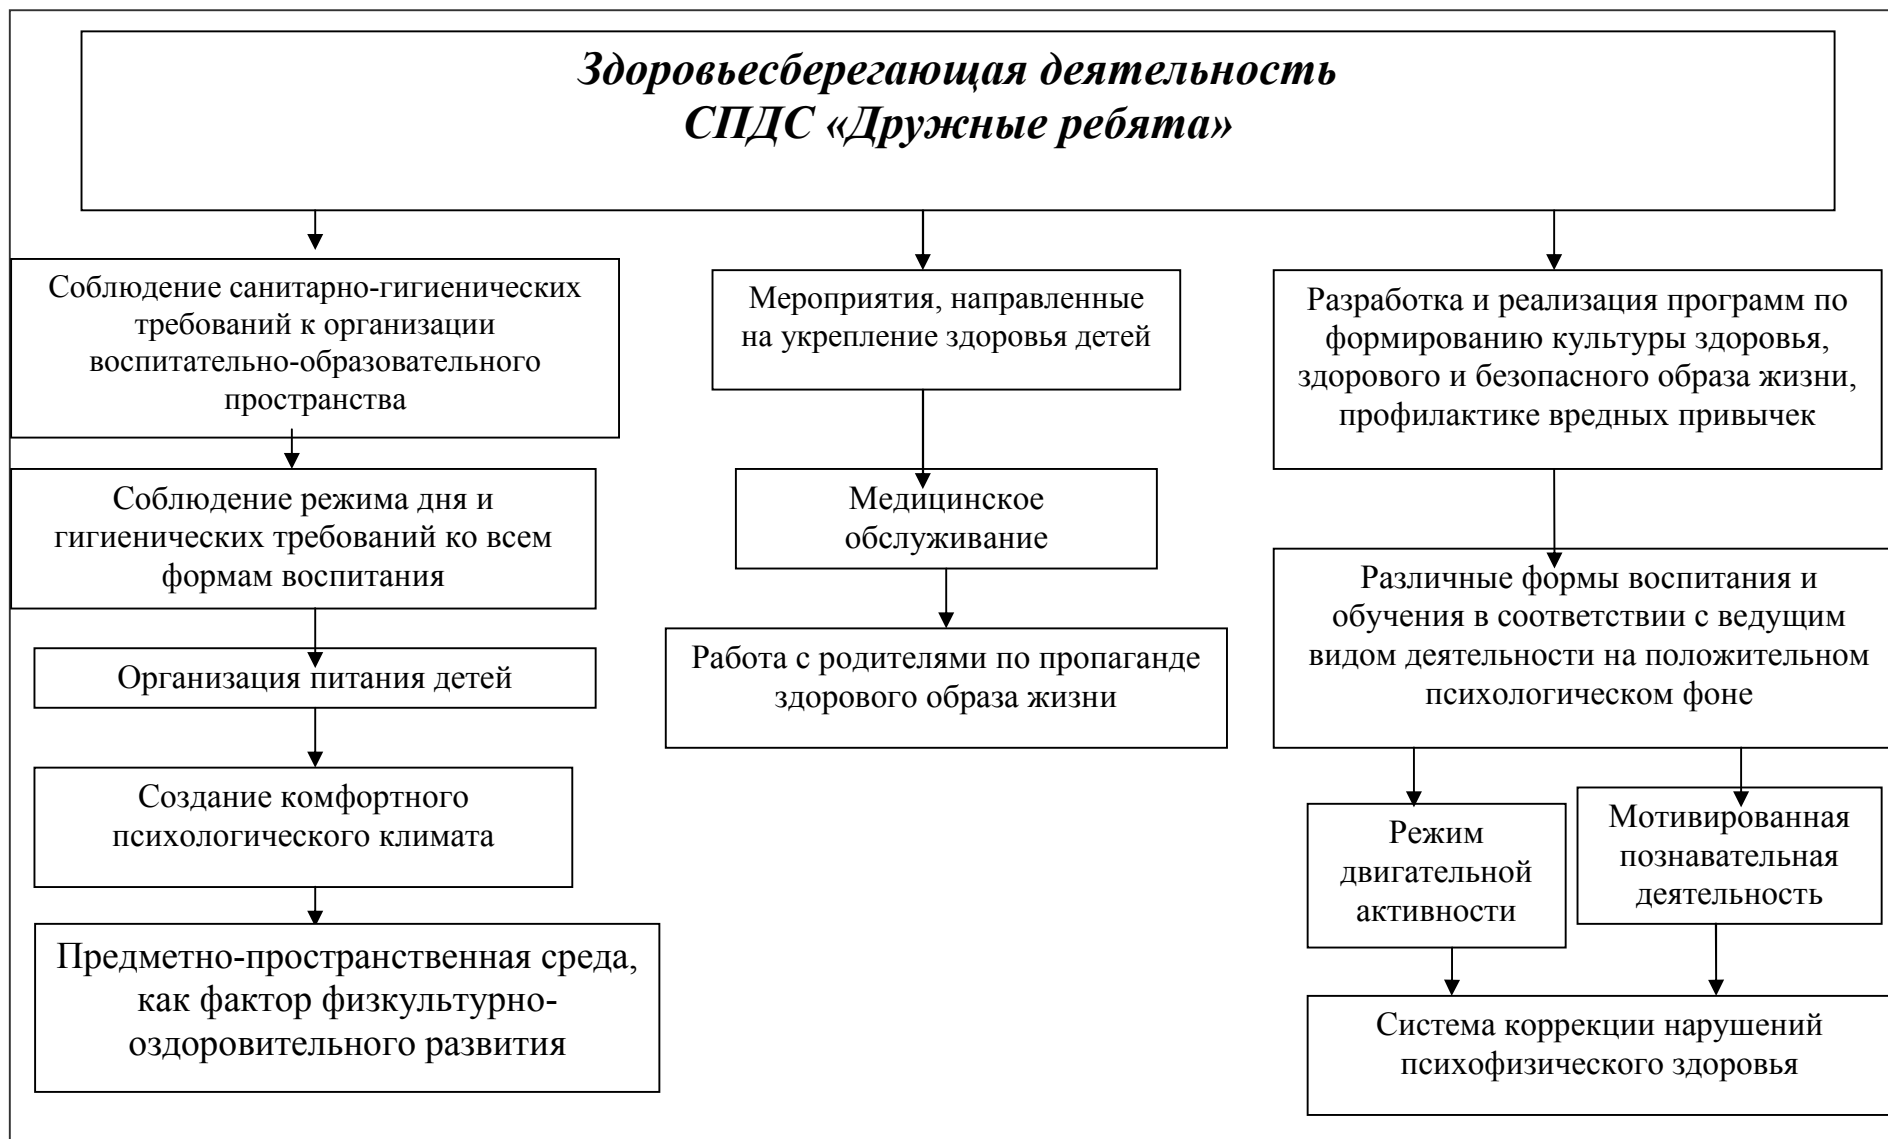 Здоровьесберегающая деятельность
СПДС «Дружные ребята»
Соблюдение санитарно-гигиенических
требований к организации
воспитательно-образовательного
пространства
Соблюдение режима дня и
гигиенических требований ко всем
формам воспитания
Организация питания детей
Создание комфортного
психологического климата
Предметно-пространственная среда,
как фактор физкультурно-
оздоровительного развития
Мероприятия, направленные
на укрепление здоровья детей
Медицинское
обслуживание
Работа с родителями по пропаганде
здорового образа жизни
Разработка и реализация программ по
формированию культуры здоровья,
здорового и безопасного образа жизни,
профилактике вредных привычек
Различные формы воспитания и
обучения в соответствии с ведущим
видом деятельности на положительном
психологическом фоне
Режим
двигательной
активности
Мотивированная
познавательная
деятельность
Система коррекции нарушений
психофизического здоровья